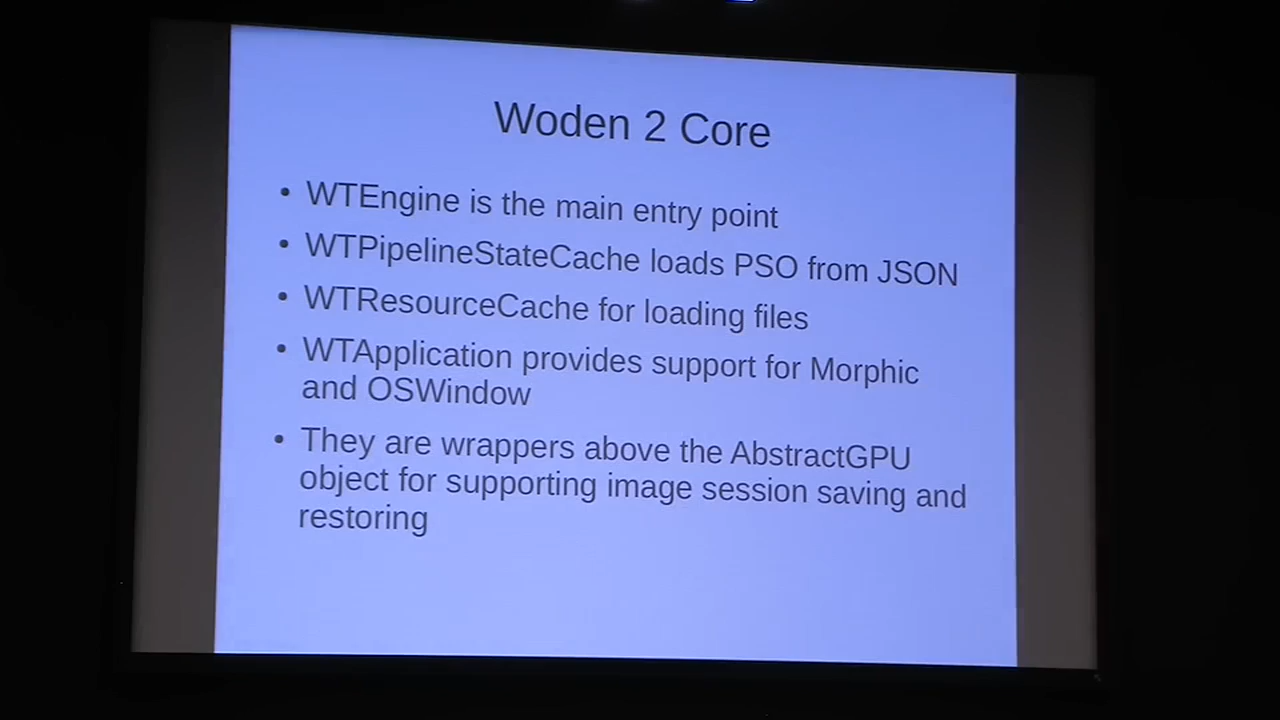 Woden 2 Core
• WTEngine is the main entry point
• WTPipelineStateCache loads PSO from JSON
• WTResourceCache for loading files
• WTApplication provides support for Morphic
and OSWindow
• They are wrappers above the AbstractGPU
object for supporting image session saving and
restoring